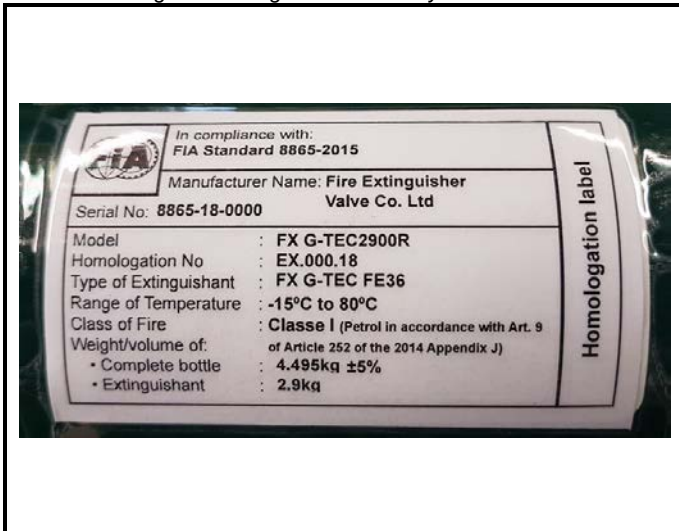 FIA
In compliance with:
FIA Standard 8865-2015
Manufacturer Name: Fire Extinguisher
Valve Co. Ltd
Serial No: 8865-18-0000
Model : FX G-TEC2900R
Homologation No : EX.000.18
Type of Extinguishant : FX G-TEC FE36
Range of Temperature : -15ºC to 80ºC
Class of Fire : Classe I (Petrol in accordance with Art. 9
Weight/volume of: of Article 252 of the 2014 Appendix J)
• Complete bottle : 4.495kg ±5%
• Extinguishant : 2.9kg
Homologation label